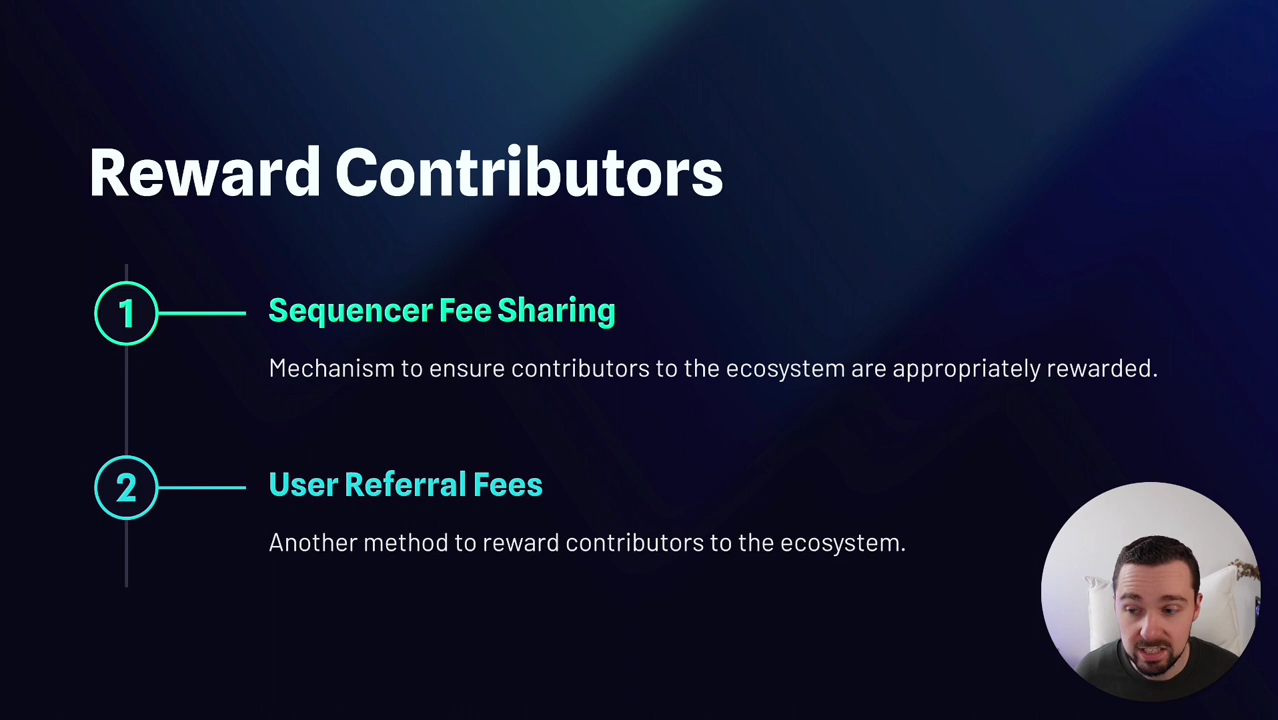 Reward Contributors
1
Sequencer Fee Sharing
Mechanism to ensure contributors to the ecosystem are appropriately rewarded.
2
User Referral Fees
Another method to reward contributors to the ecosystem.